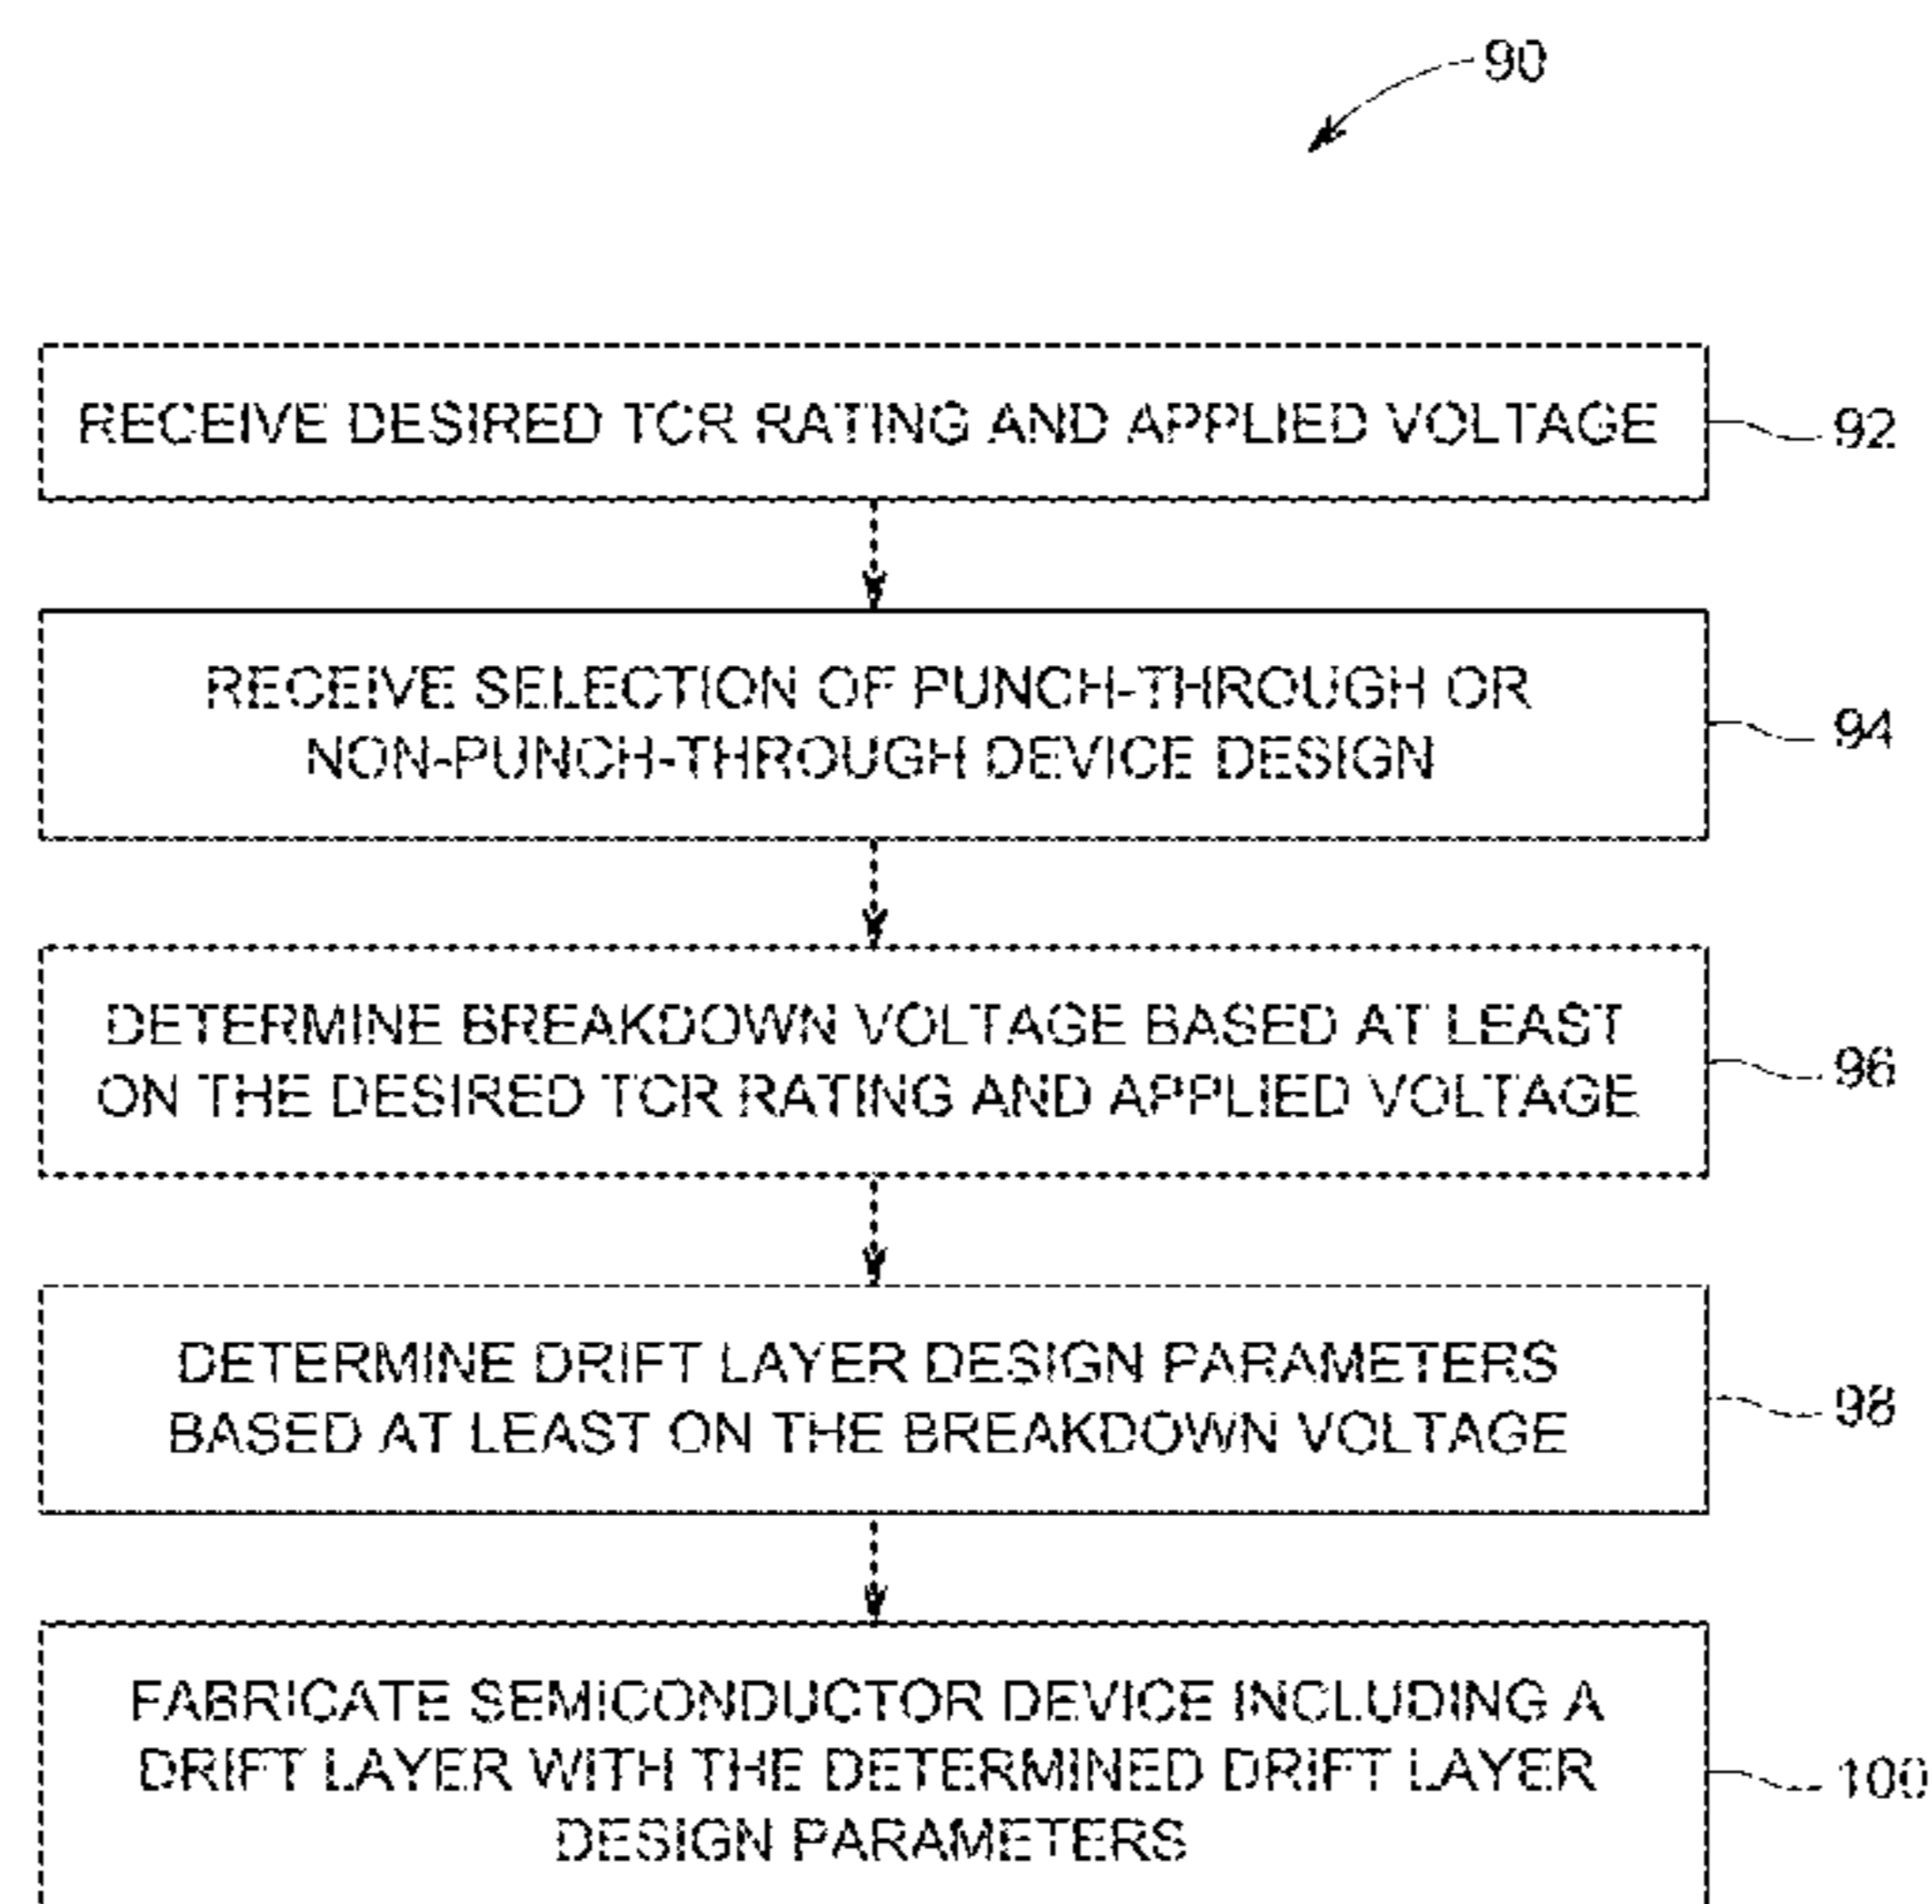 90
RECEIVE DESIRED TCR RATING AND APPLIED VOLTAGE
92
RECEIVE SELECTION OF PUNCH-THROUGH OR
NON-PUNCH-THROUGH DEVICE DESIGN
94
DETERMINE BREAKDOWN VOLTAGE BASED AT LEAST
ON THE DESIRED TCR RATING AND APPLIED VOLTAGE
96
DETERMINE DRIFT LAYER DESIGN PARAMETERS
BASED AT LEAST ON THE BREAKDOWN VOLTAGE
98
FABRICATE SEMICONDUCTOR DEVICE INCLUDING A
DRIFT LAYER WITH THE DETERMINED DRIFT LAYER
DESIGN PARAMETERS
100